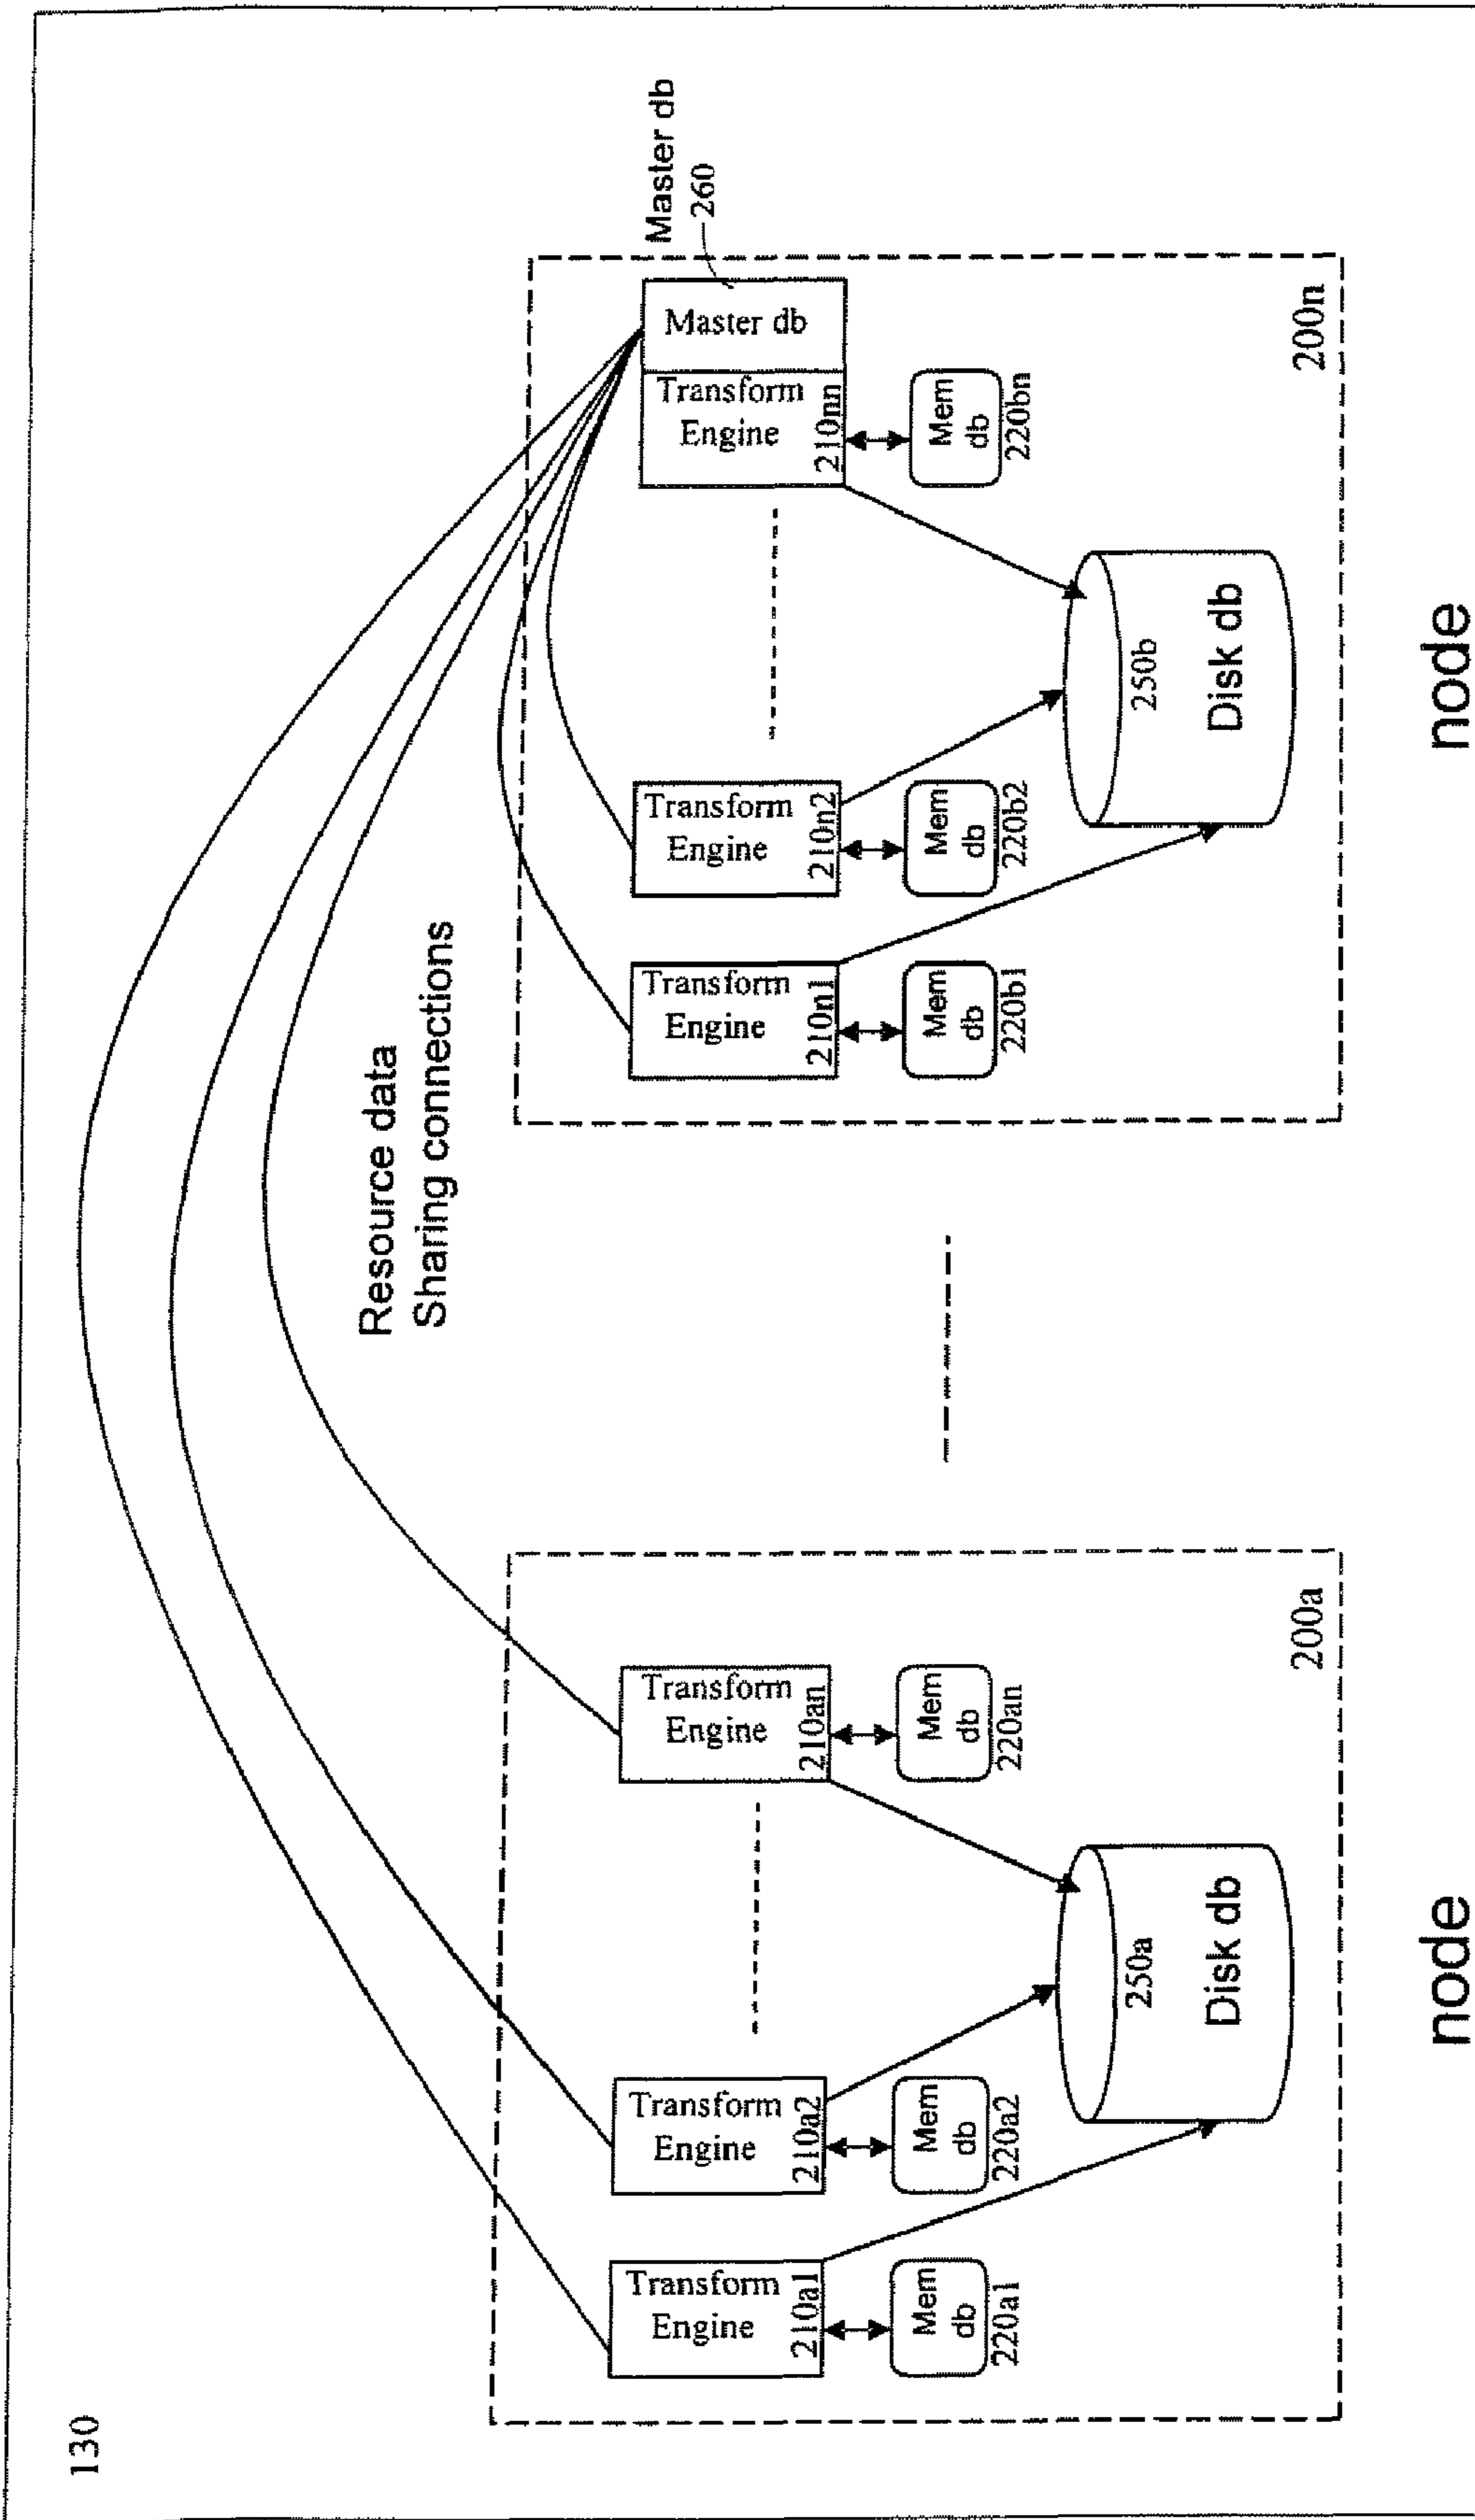 130
Master db
260
Resource data
Sharing connections
Transform
Engine
210a1
Mem
db
220a1
Transform
Engine
210a2
Mem
db
220a2
Transform
Engine
210an
Mem
db
220an
250a
Disk db
200a
node
Transform
Engine
210n1
Mem
db
220b1
Transform
Engine
210n2
Mem
db
220b2
Transform
Engine
210nn
Master db
Mem
db
220bn
250b
Disk db
200n
node